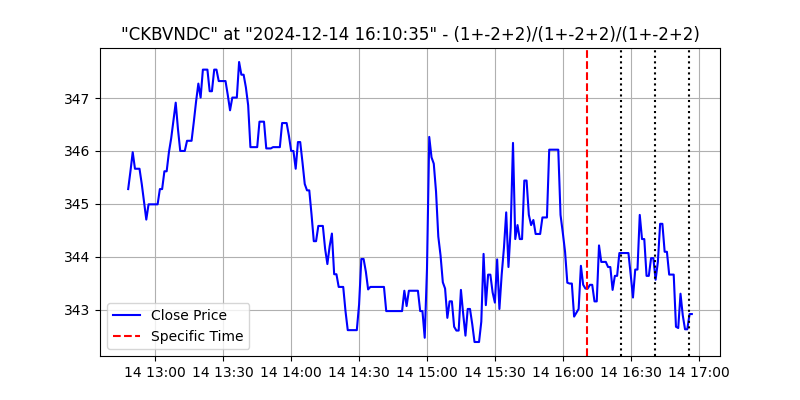 "CKBVNDC" at "2024-12-14 16:10:35" - (1+-2+2)/(1+-2+2)/(1+-2+2)
347
346
345
344
343
Close Price
Specific Time
14 13:00 14 13:30 14 14:00 14 14:30 14 15:00 14 15:30 14 16:00 14 16:30 14 17:00